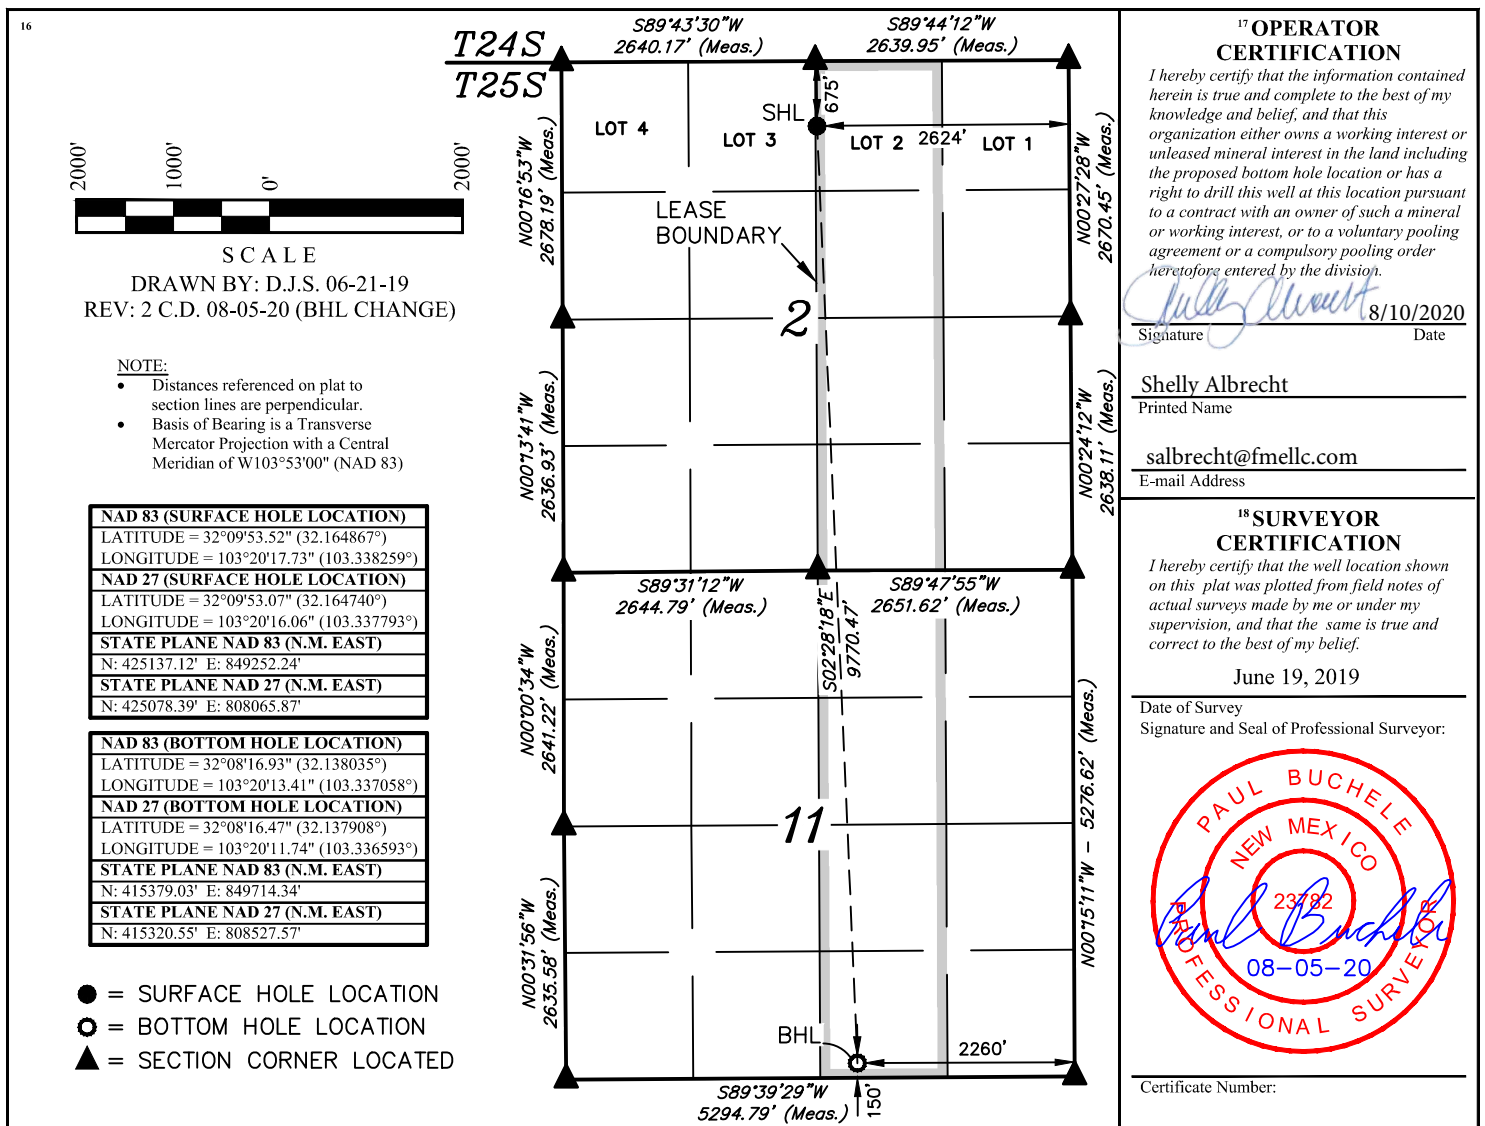 16
T24S
T25S
S89°43'30"W
2640.17' (Meas.)
S89°44'12"W
2639.95' (Meas.)
675'
SHL
LOT 4
LOT 3
LOT 2
2624'
LOT 1
N00°16'53"W
2678.19' (Meas.)
N00°27'28"W
2670.45' (Meas.)
LEASE
BOUNDARY
2
N00°13'41"W
2636.93' (Meas.)
N00°24'12"W
2638.11' (Meas.)
S89°31'12"W
2644.79' (Meas.)
S89°47'55"W
2651.62' (Meas.)
S02°28'18"E
9770.47'
N00°00'34"W
2641.22' (Meas.)
N00°15'11"W - 5276.62' (Meas.)
11
N00°31'56"W
2635.58' (Meas.)
BHL
2260'
S89°39'29"W
5294.79' (Meas.)
150'
2000'
1000'
0'
2000'
SCALE
DRAWN BY: D.J.S. 06-21-19
REV: 2 C.D. 08-05-20 (BHL CHANGE)
NOTE:
• Distances referenced on plat to
section lines are perpendicular.
• Basis of Bearing is a Transverse
Mercator Projection with a Central
Meridian of W103°53'00" (NAD 83)
NAD 83 (SURFACE HOLE LOCATION)
LATITUDE = 32°09'53.52" (32.164867°)
LONGITUDE = 103°20'17.73" (103.338259°)
NAD 27 (SURFACE HOLE LOCATION)
LATITUDE = 32°09'53.07" (32.164740°)
LONGITUDE = 103°20'16.06" (103.337793°)
STATE PLANE NAD 83 (N.M. EAST)
N: 425137.12' E: 849252.24'
STATE PLANE NAD 27 (N.M. EAST)
N: 425078.39' E: 808065.87'
NAD 83 (BOTTOM HOLE LOCATION)
LATITUDE = 32°08'16.93" (32.138035°)
LONGITUDE = 103°20'13.41" (103.337058°)
NAD 27 (BOTTOM HOLE LOCATION)
LATITUDE = 32°08'16.47" (32.137908°)
LONGITUDE = 103°20'11.74" (103.336593°)
STATE PLANE NAD 83 (N.M. EAST)
N: 415379.03' E: 849714.34'
STATE PLANE NAD 27 (N.M. EAST)
N: 415320.55' E: 808527.57'
= SURFACE HOLE LOCATION
= BOTTOM HOLE LOCATION
= SECTION CORNER LOCATED
17 OPERATOR
CERTIFICATION
I hereby certify that the information contained
herein is true and complete to the best of my
knowledge and belief, and that this
organization either owns a working interest or
unleased mineral interest in the land including
the proposed bottom hole location or has a
right to drill this well at this location pursuant
to a contract with an owner of such a mineral
or working interest, or to a voluntary pooling
agreement or a compulsory pooling order
heretofore entered by the division.
Shelly Albrecht
8/10/2020
Signature Date
Shelly Albrecht
Printed Name
salbrecht@fmellc.com
E-mail Address
18 SURVEYOR
CERTIFICATION
I hereby certify that the well location shown
on this plat was plotted from field notes of
actual surveys made by me or under my
supervision, and that the same is true and
correct to the best of my belief.
June 19, 2019
Date of Survey
Signature and Seal of Professional Surveyor:
PAUL BUCHELE
NEW MEXICO
23782
Paul Buchele
08-05-20
PROFESSIONAL SURVEYOR
Certificate Number: